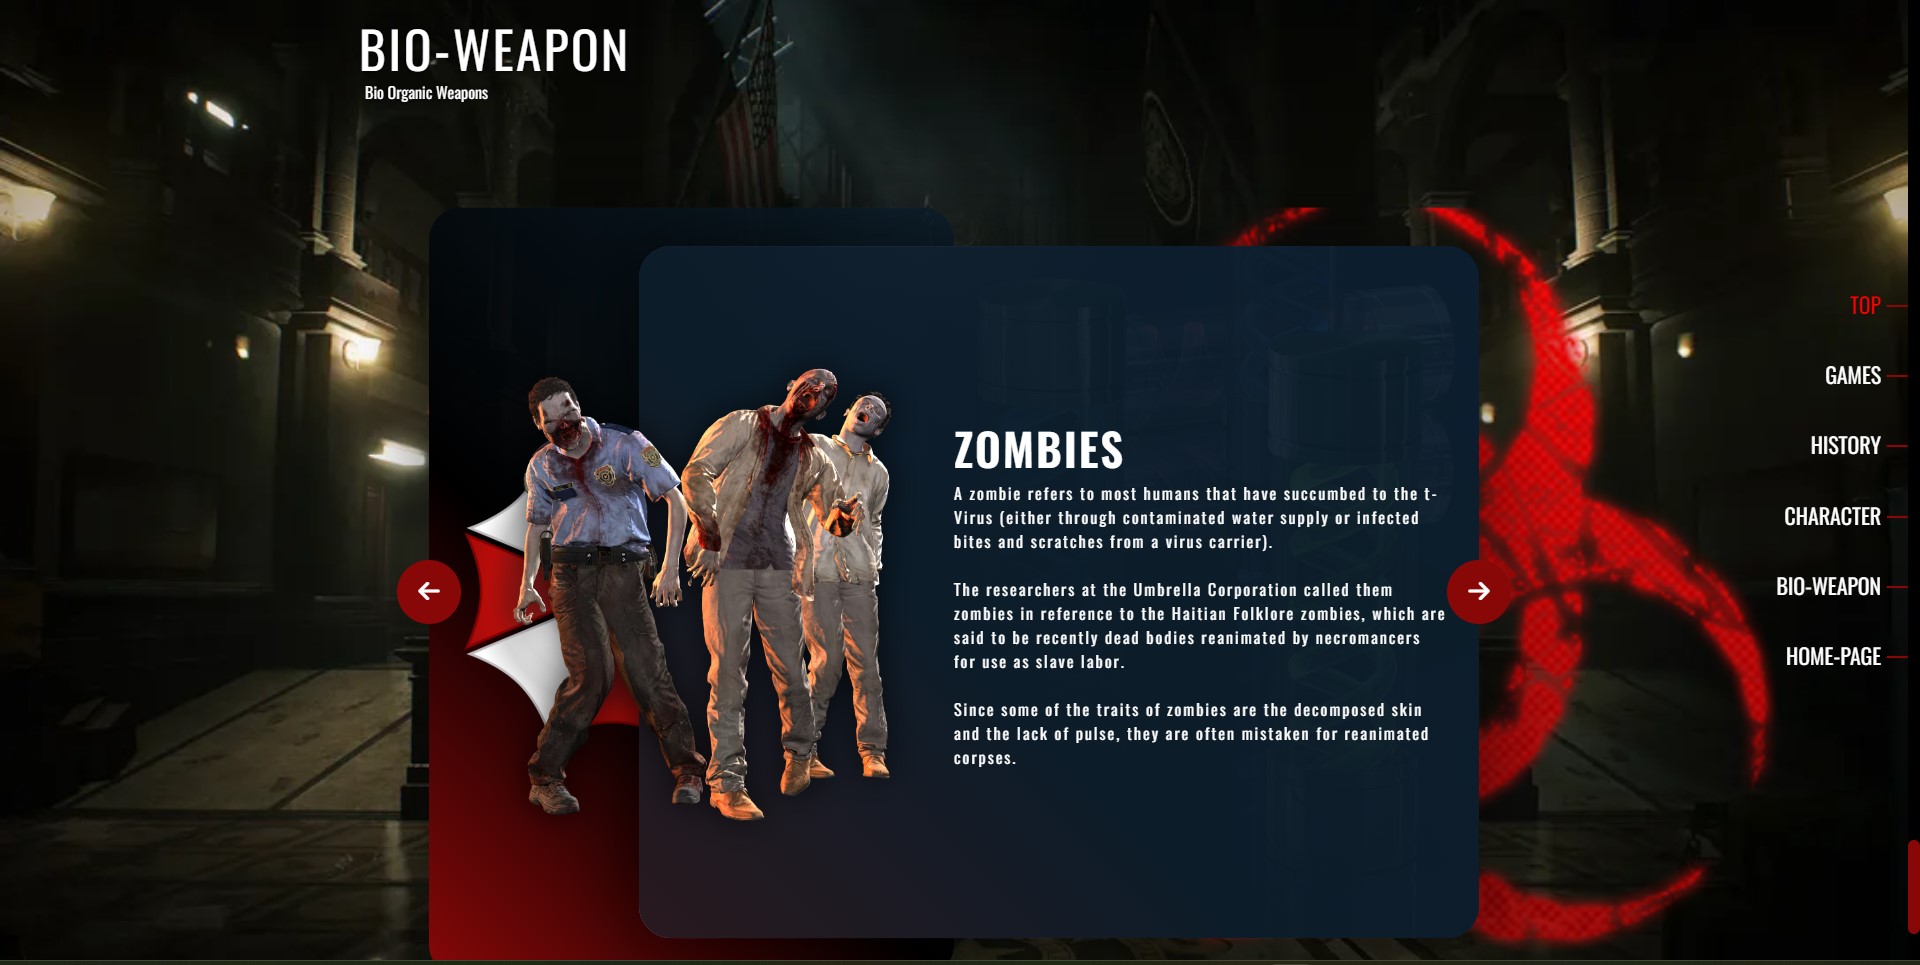 BIO-WEAPON
Bio Organic Weapons
ZOMBIES
A zombie refers to most humans that have succumbed to the t-
Virus (either through contaminated water supply or infected
bites and scratches from a virus carrier).
The researchers at the Umbrella Corporation called them
zombies in reference to the Haitian Folklore zombies, which are
said to be recently dead bodies reanimated by necromancers
for use as slave labor.
Since some of the traits of zombies are the decomposed skin
and the lack of pulse, they are often mistaken for reanimated
corpses.
TOP
GAMES
HISTORY
CHARACTER
BIO-WEAPON
HOME-PAGE